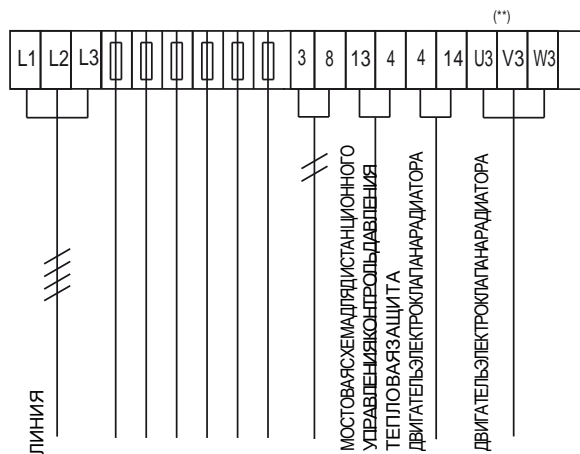 (**)
L1 L2 L3 3 8 13 4 4 14 U3 V3 W3
ЛИНИЯ
МОСТОВАЯСХЕМАДЛЯДИСТАНЦИОННОГО
УПРАВЛЕНИЯКОНТРОЛЬДАВЛЕНИЯ
ТЕПЛОВАЯЗАЩИТА
ДВИГАТЕЛЬЭЛЕКТРОКЛАПАНАРАДИАТОРА
ДВИГАТЕЛЬЭЛЕКТРОКЛАПАНАРАДИАТОРА